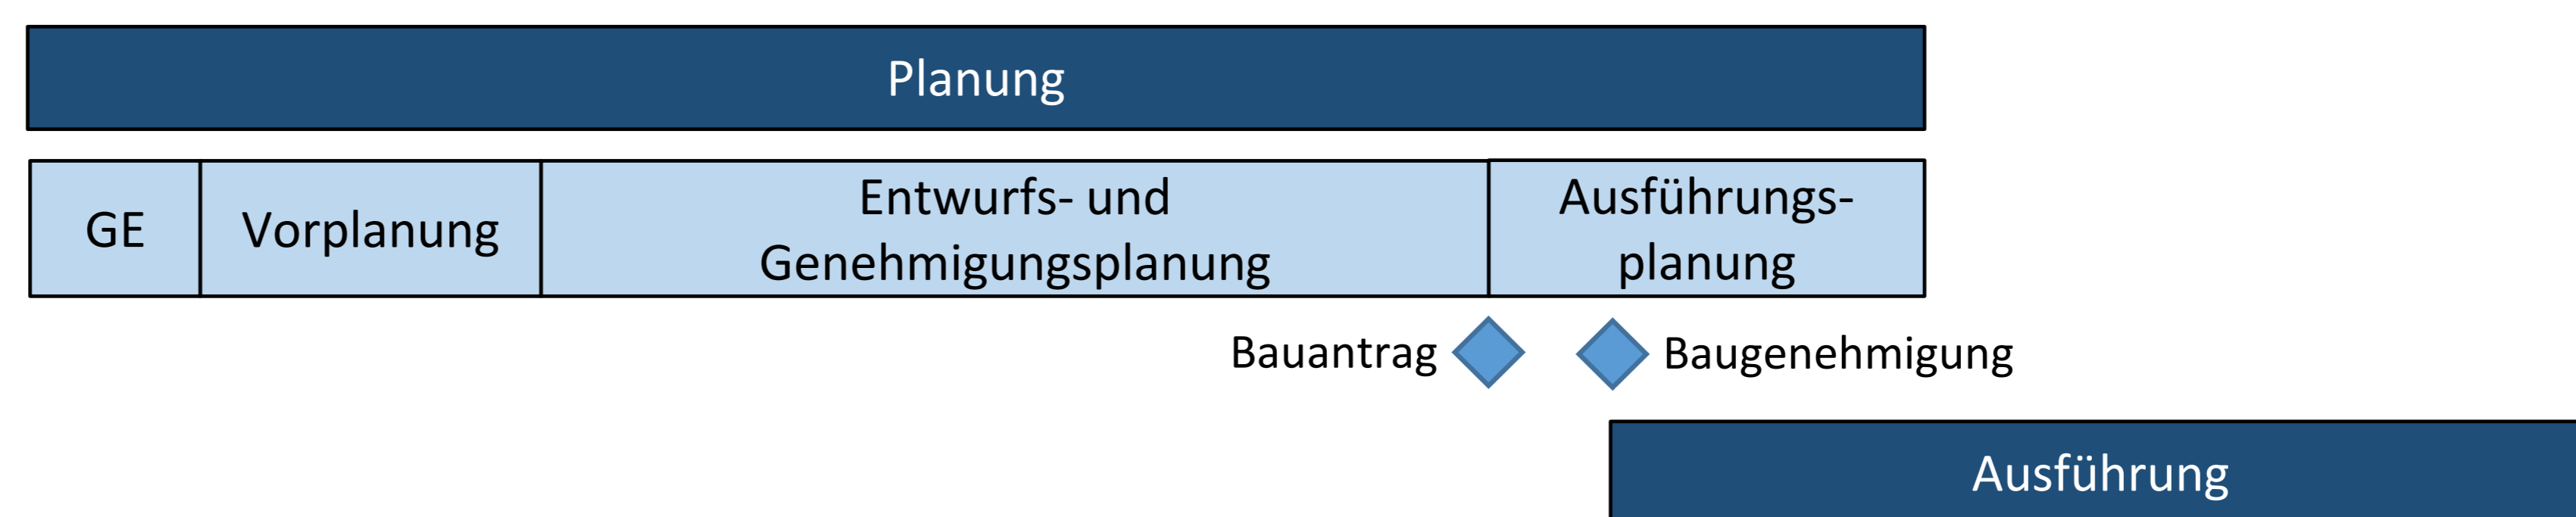 Planung
GE
Vorplanung
Entwurfs- und
Genehmigungsplanung
Ausführungs-
planung
Bauantrag
Baugenehmigung
Ausführung